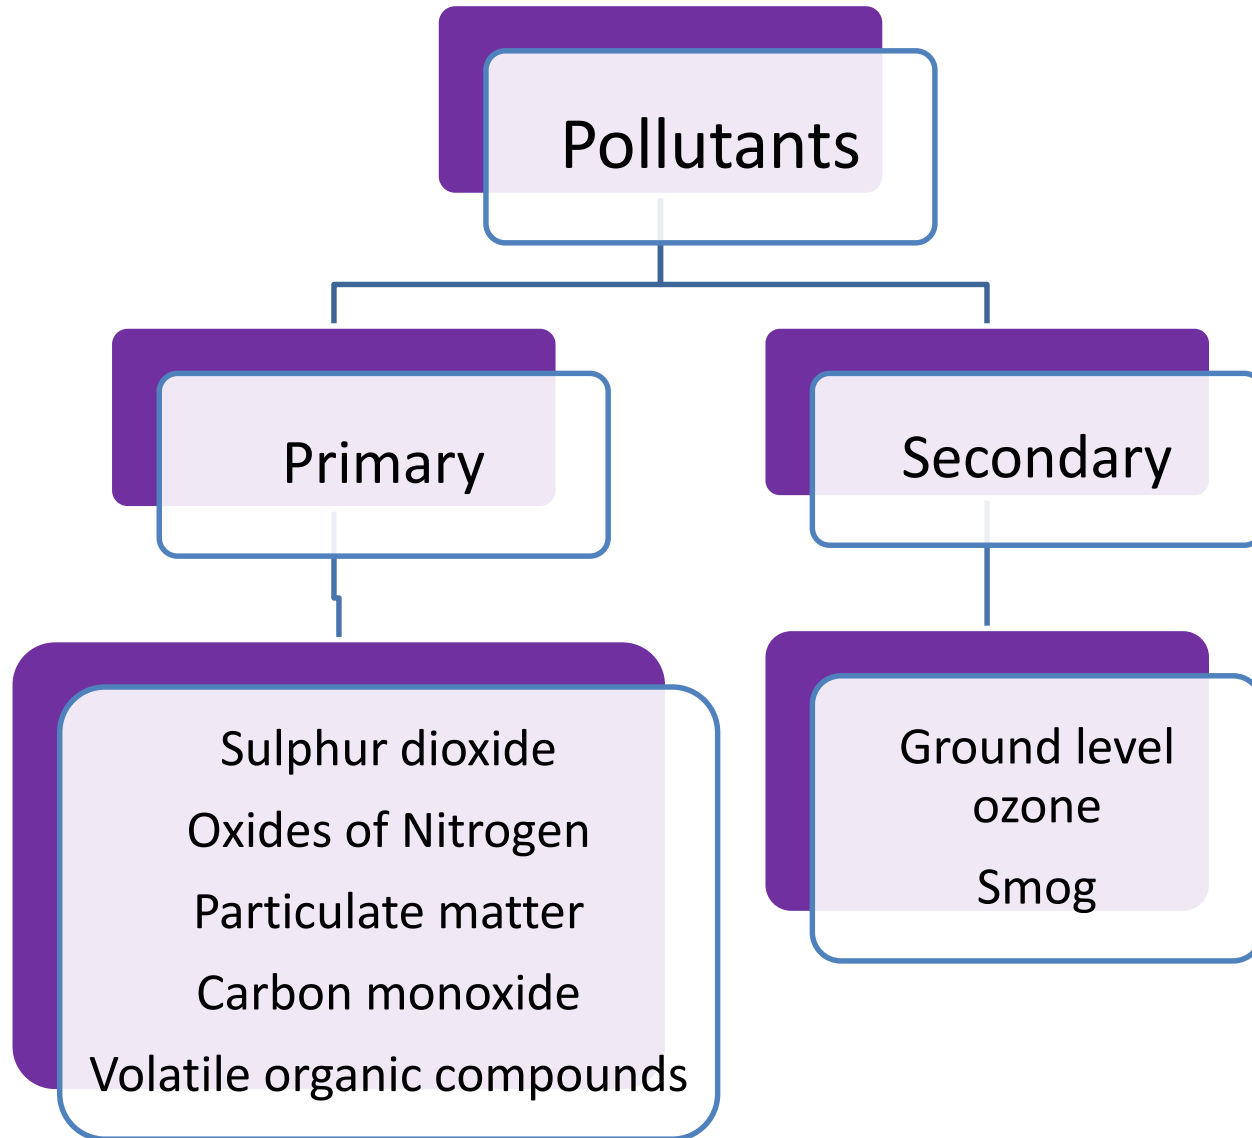 Pollutants
Primary
Secondary
Sulphur dioxide
Oxides of Nitrogen
Particulate matter
Carbon monoxide
Volatile organic compounds
Ground level
ozone
Smog